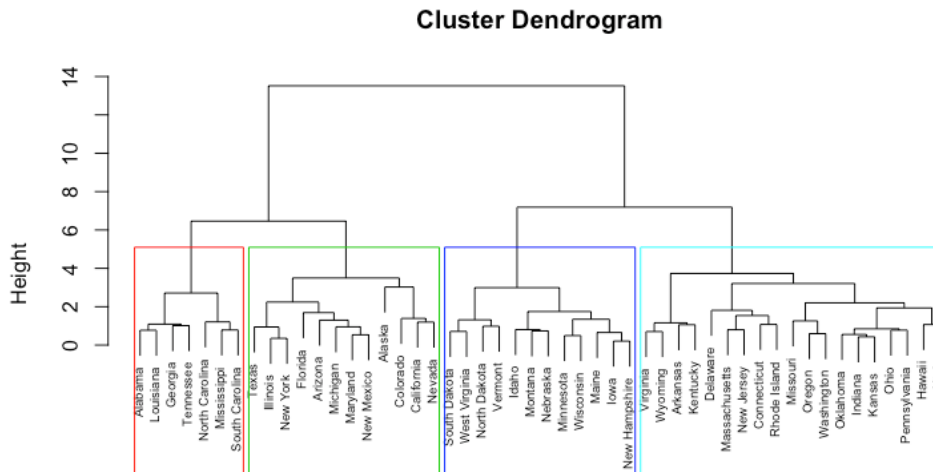 Cluster Dendrogram
Height
14
10
8
6
4
2
0
Alabama
Louisiana
Georgia
Tennessee
North Carolina
Mississippi
South Carolina
Texas
Illinois
New York
Florida
Arizona
Michigan
Maryland
New Mexico
Alaska
Colorado
California
Nevada
South Dakota
West Virginia
North Dakota
Vermont
Idaho
Montana
Nebraska
Minnesota
Wisconsin
Maine
Iowa
New Hampshire
Virginia
Wyoming
Arkansas
Kentucky
Delaware
Massachusetts
New Jersey
Connecticut
Rhode Island
Missouri
Oregon
Washington
Oklahoma
Indiana
Kansas
Ohio
Pennsylvania
Hawaii